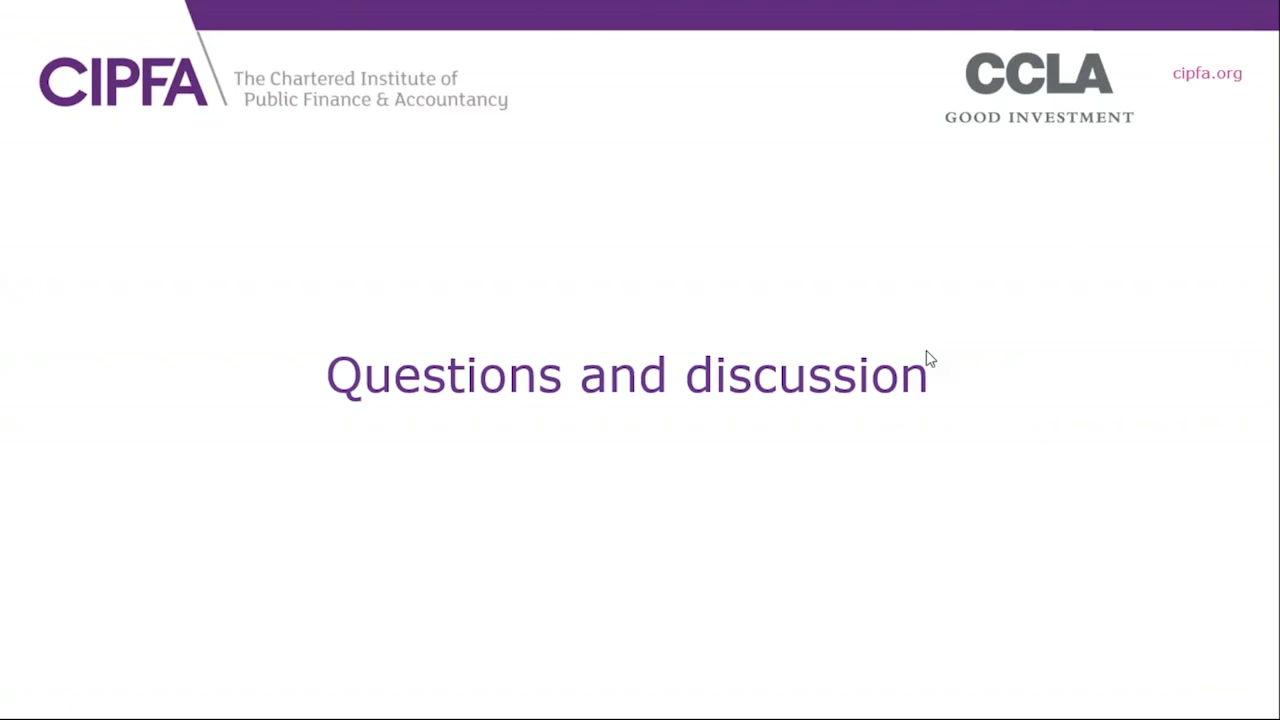 CIPFA
The Chartered Institute of
Public Finance & Accountancy
CCLA
GOOD INVESTMENT
cipfa.org
Questions and discussion